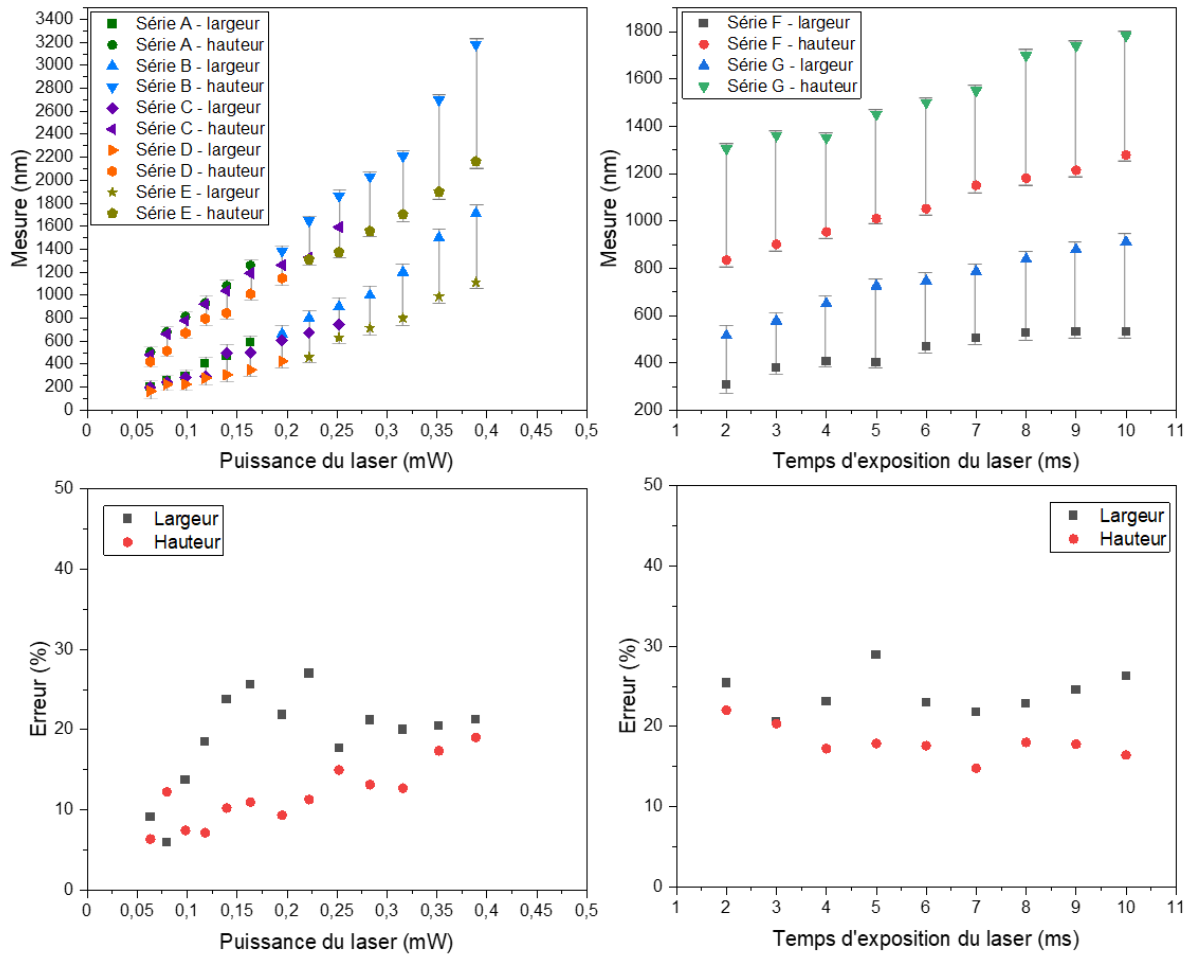 Mesure (nm)
3400
3200
3000
2800
2600
2400
2200
2000
1800
1600
1400
1200
1000
800
600
400
200
0
Série A - largeur
Série A - hauteur
Série B - largeur
Série B - hauteur
Série C - largeur
Série C - hauteur
Série D - largeur
Série D - hauteur
Série E - largeur
Série E - hauteur
0 0,05 0,1 0,15 0,2 0,25 0,3 0,35 0,4 0,45 0,5
Puissance du laser (mW)
Mesure (nm)
1800
1600
1400
1200
1000
800
600
400
200
Série F - largeur
Série F - hauteur
Série G - largeur
Série G - hauteur
1 2 3 4 5 6 7 8 9 10 11
Temps d'exposition du laser (ms)
Erreur (%)
50
40
30
20
10
0
Largeur
Hauteur
0 0,05 0,1 0,15 0,2 0,25 0,3 0,35 0,4 0,45 0,5
Puissance du laser (mW)
Erreur (%)
50
40
30
20
10
0
Largeur
Hauteur
1 2 3 4 5 6 7 8 9 10 11
Temps d'exposition du laser (ms)